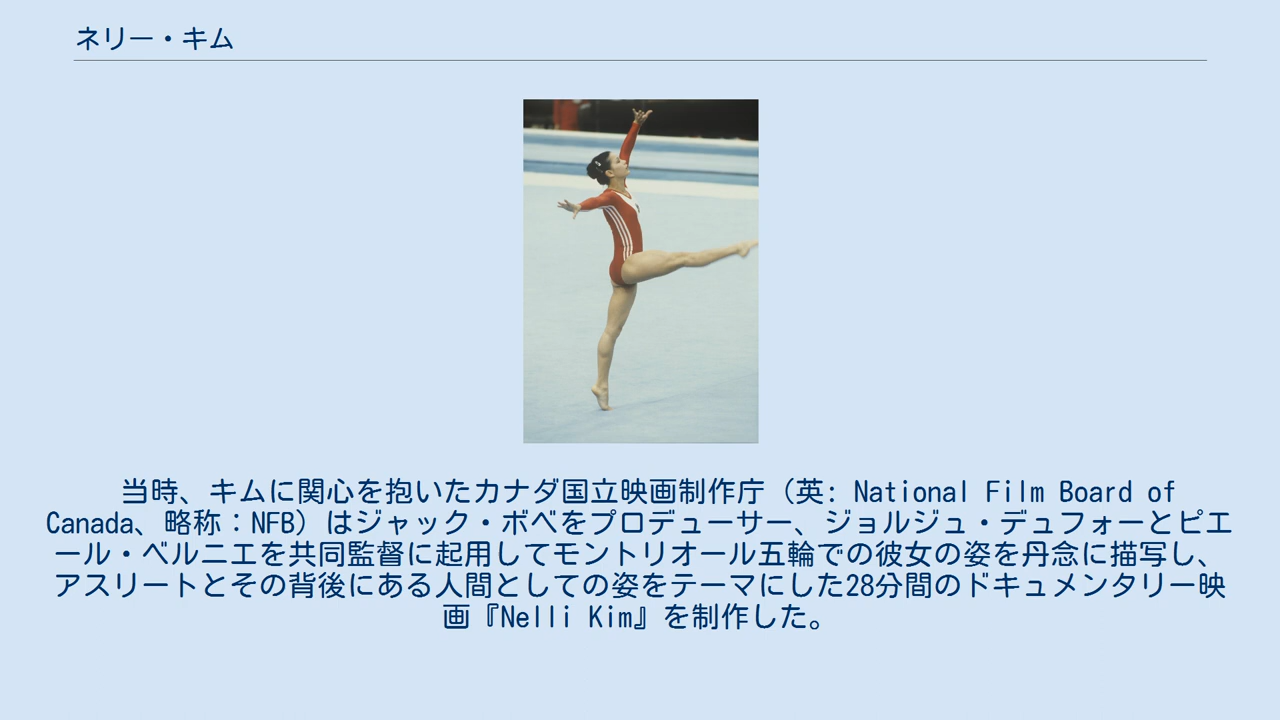 ネリー・キム
当時、キムに関心を抱いたカナダ国立映画制作庁（英: National Film Board of
Canada、略称：NFB）はジャック・ボベをプロデューサー、ジョルジュ・デュフォーとピエ
ール・ベルニエを共同監督に起用してモントリオール五輪での彼女の姿を丹念に描写し、
アスリートとその背後にある人間としての姿をテーマにした28分間のドキュメンタリー映
画『Nelli Kim』を制作した。